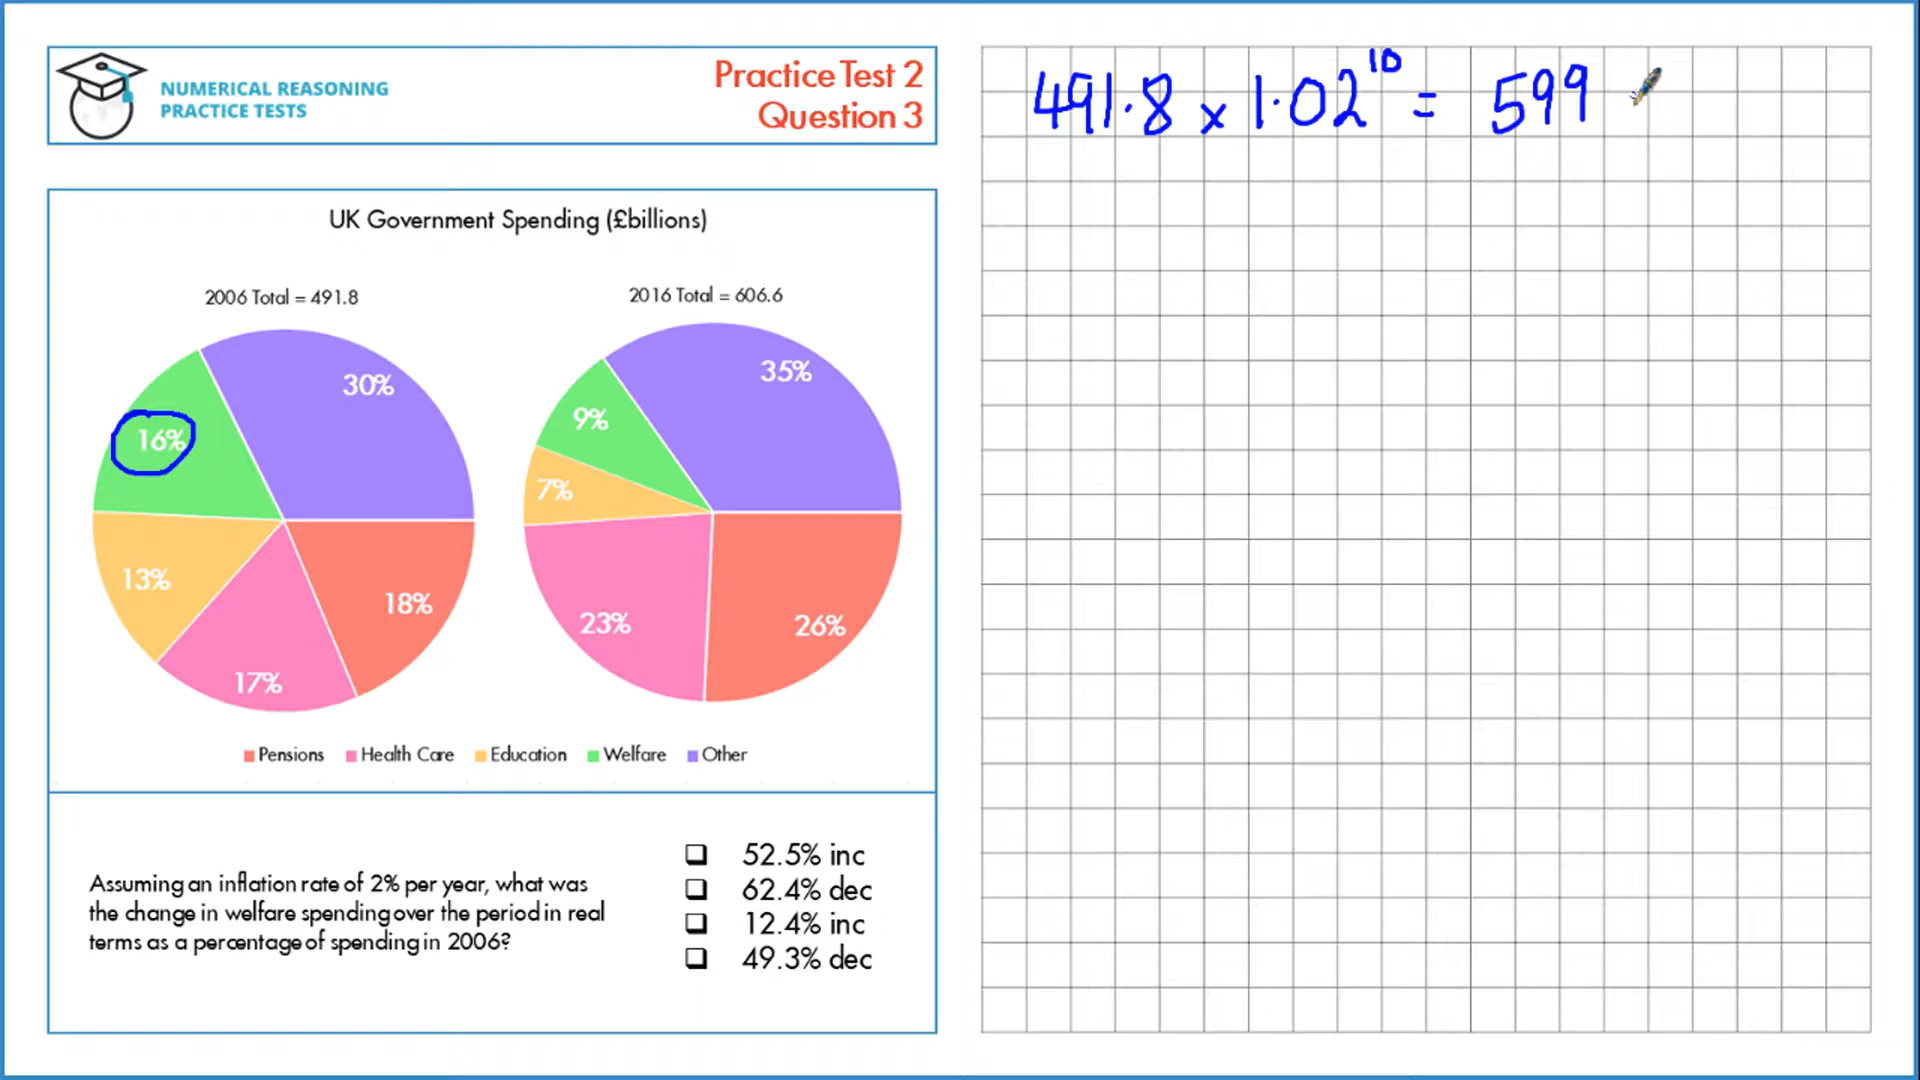 NUMERICAL REASONING
PRACTICE TESTS
Practice Test 2
Question 3
UK Government Spending (£billions)
2006 Total = 491.8
30%
16%
13%
18%
17%
2016 Total = 606.6
35%
9%
7%
23%
26%
Pensions Health Care Education Welfare Other
Assuming an inflation rate of 2% per year, what was
the change in welfare spending over the period in real
terms as a percentage of spending in 2006?
52.5% inc
62.4% dec
12.4% inc
49.3% dec
491.8 x 1.02^10 = 599